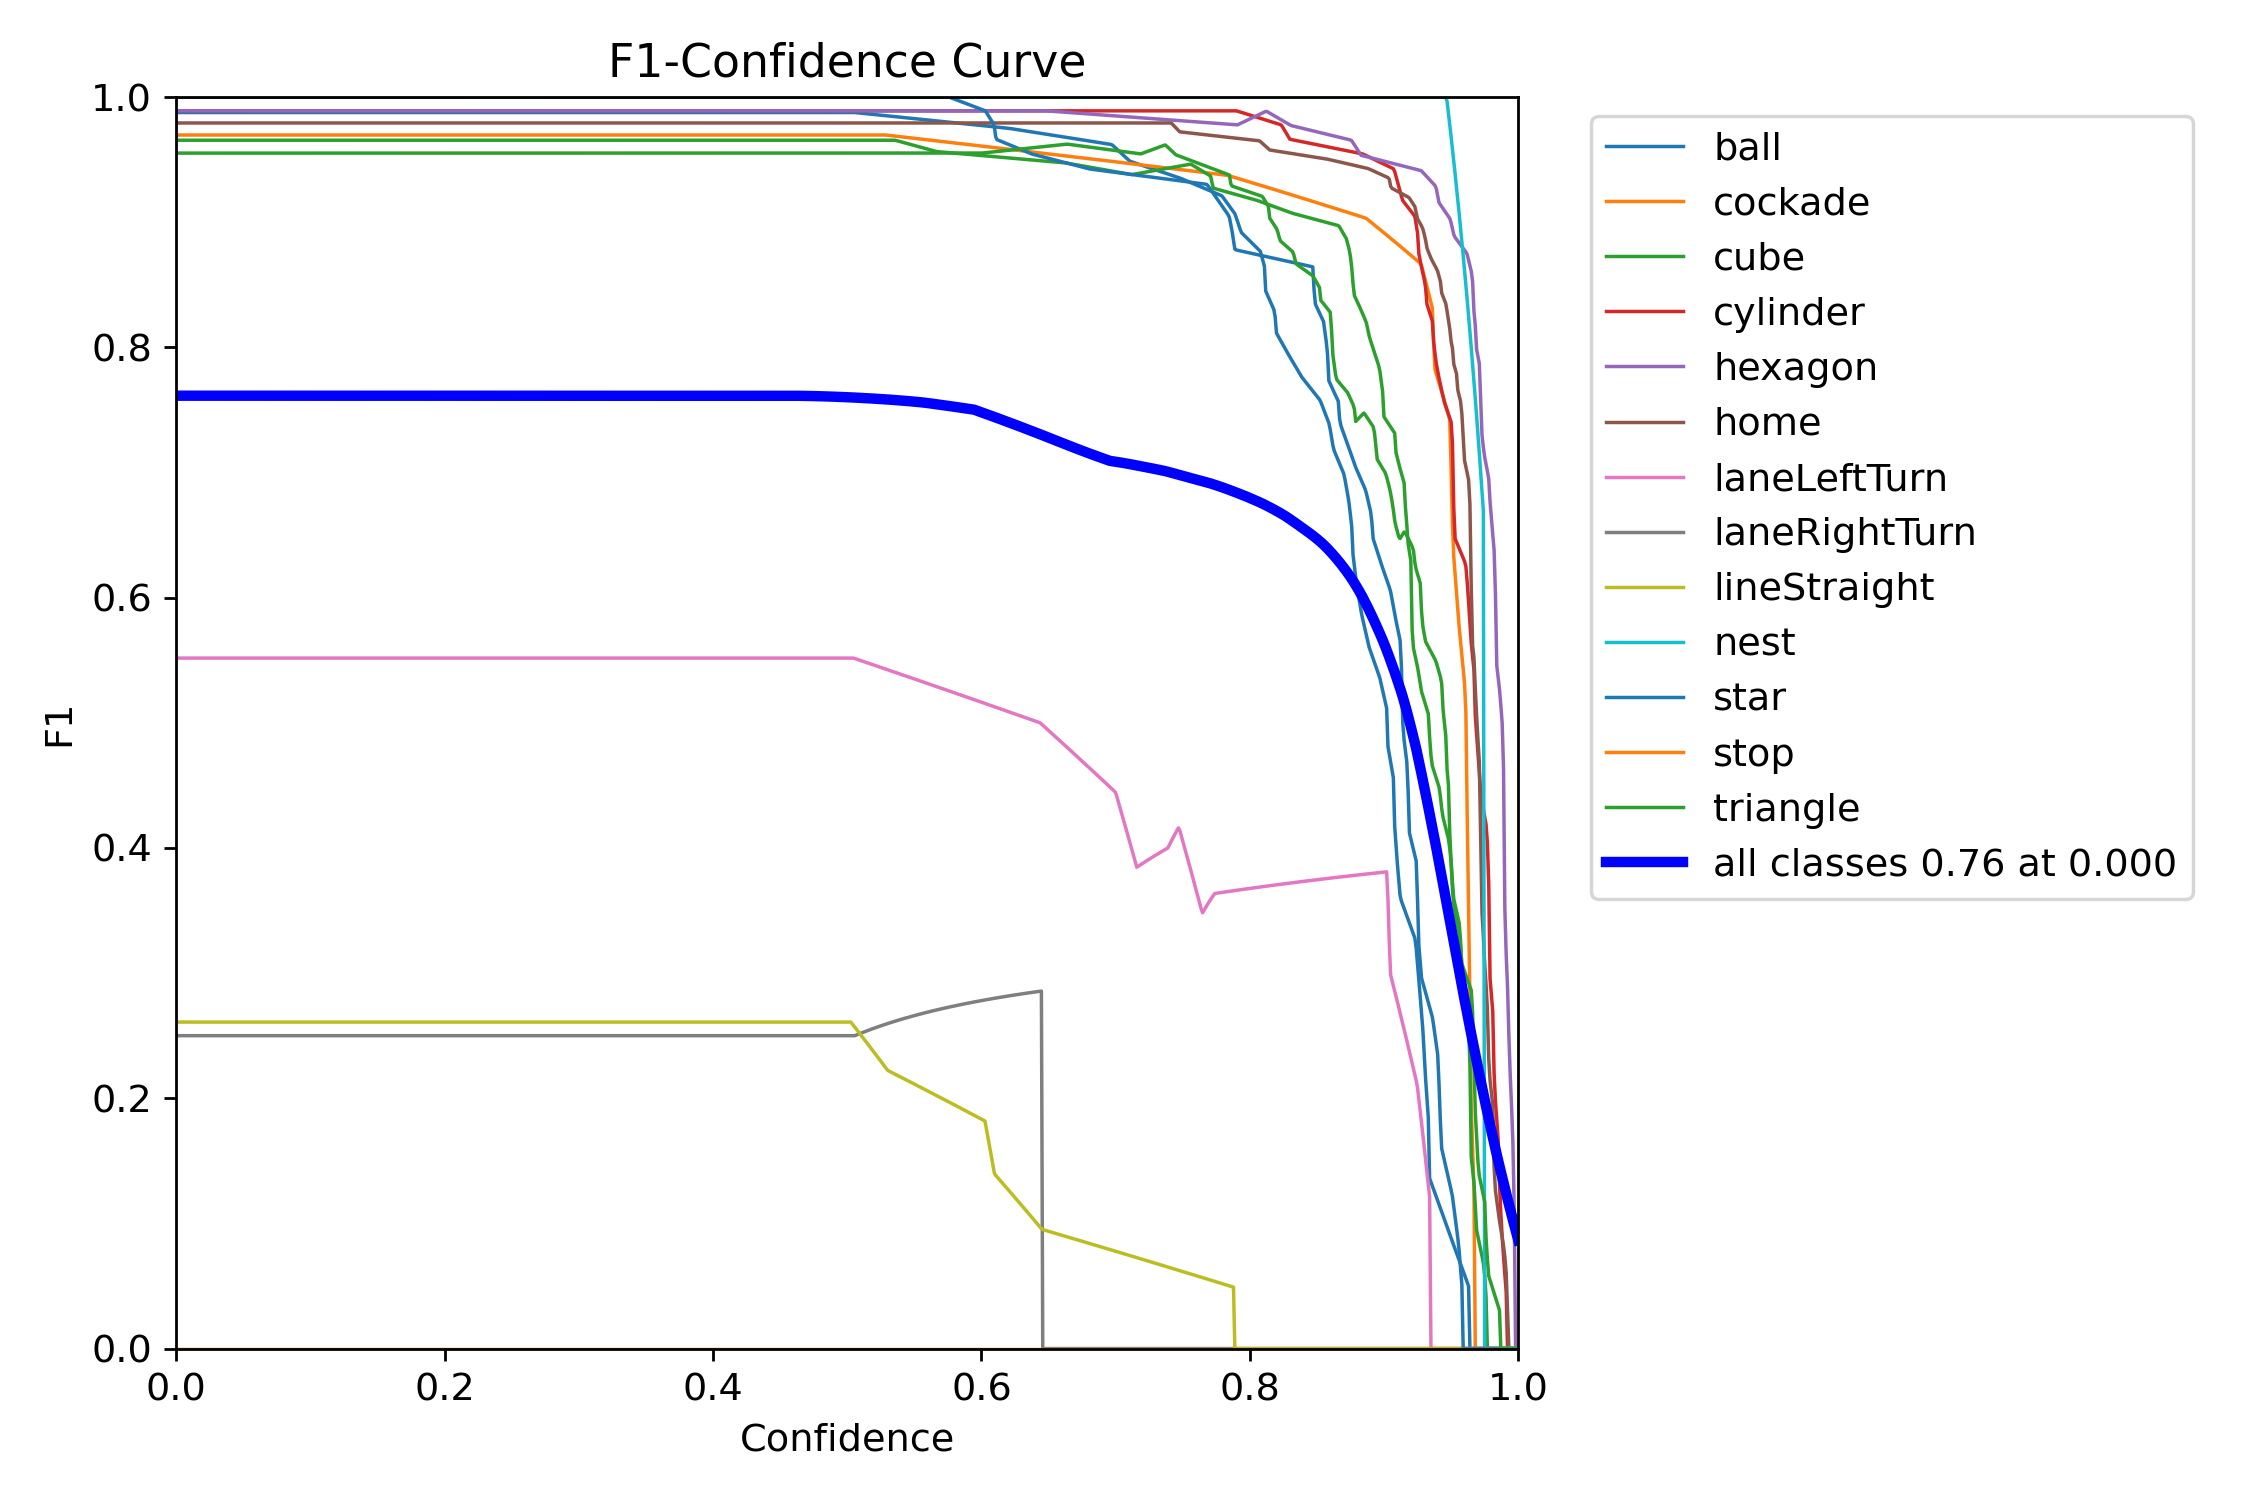 F1-Confidence Curve
1.0
0.8
0.6
0.4
0.2
0.0
F1
0.0 0.2 0.4 0.6 0.8 1.0
Confidence
ball
cockade
cube
cylinder
hexagon
home
laneLeftTurn
laneRightTurn
lineStraight
nest
star
stop
triangle
all classes 0.76 at 0.000